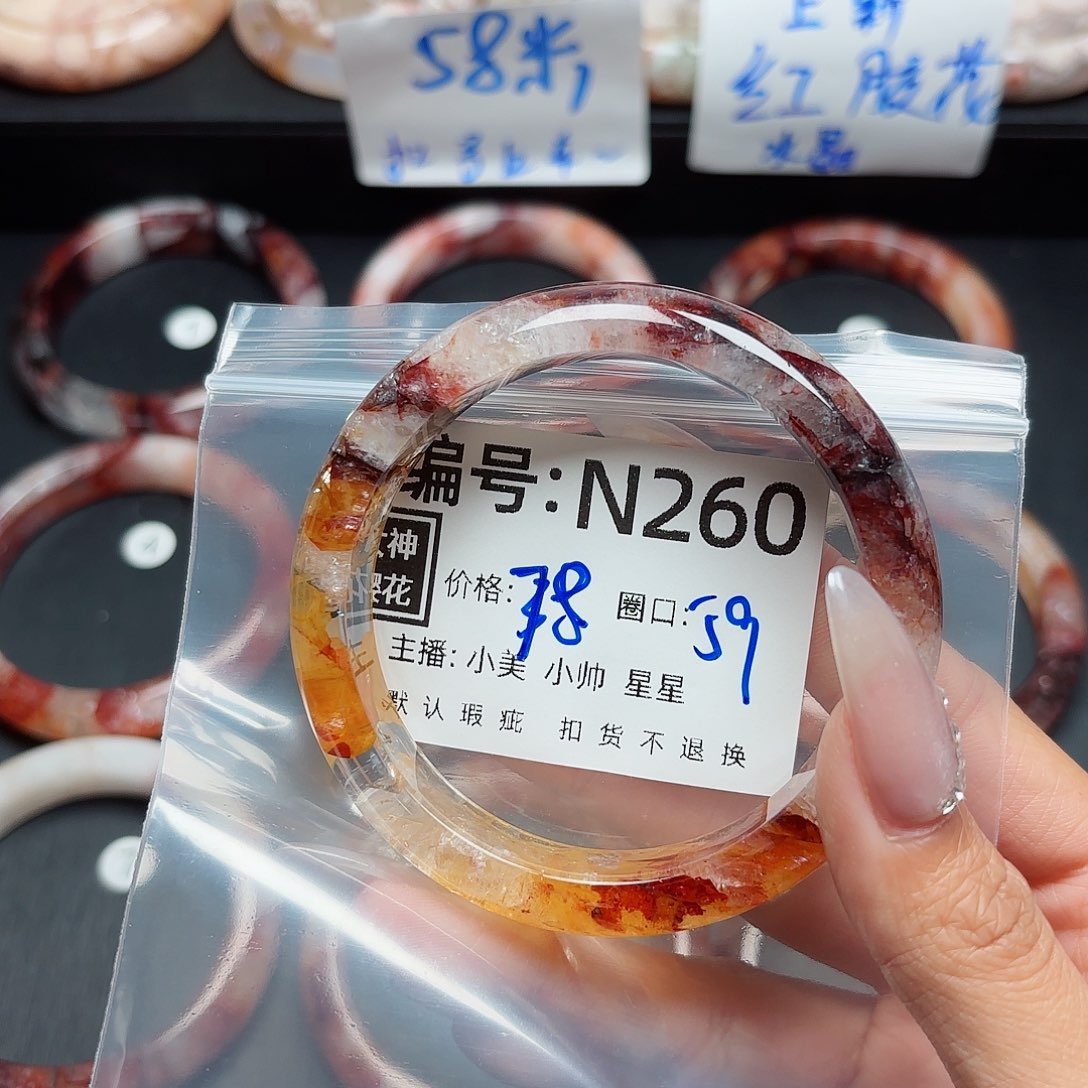 58米,
上新
红胶花
水晶
编号:N260
女神
樱花
价格:78 圈口:59
主播:小美 小帅 星星
默认瑕疵 扣货不退换